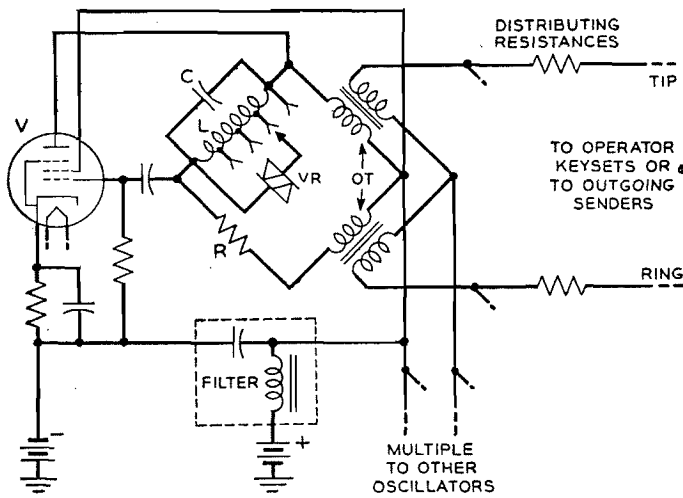 DISTRIBUTING
RESISTANCES
TIP
C
L
V
VR
OT
TO OPERATOR
KEYSETS OR
TO OUTGOING
SENDERS
R
RING
FILTER
-
+
MULTIPLE
TO OTHER
OSCILLATORS